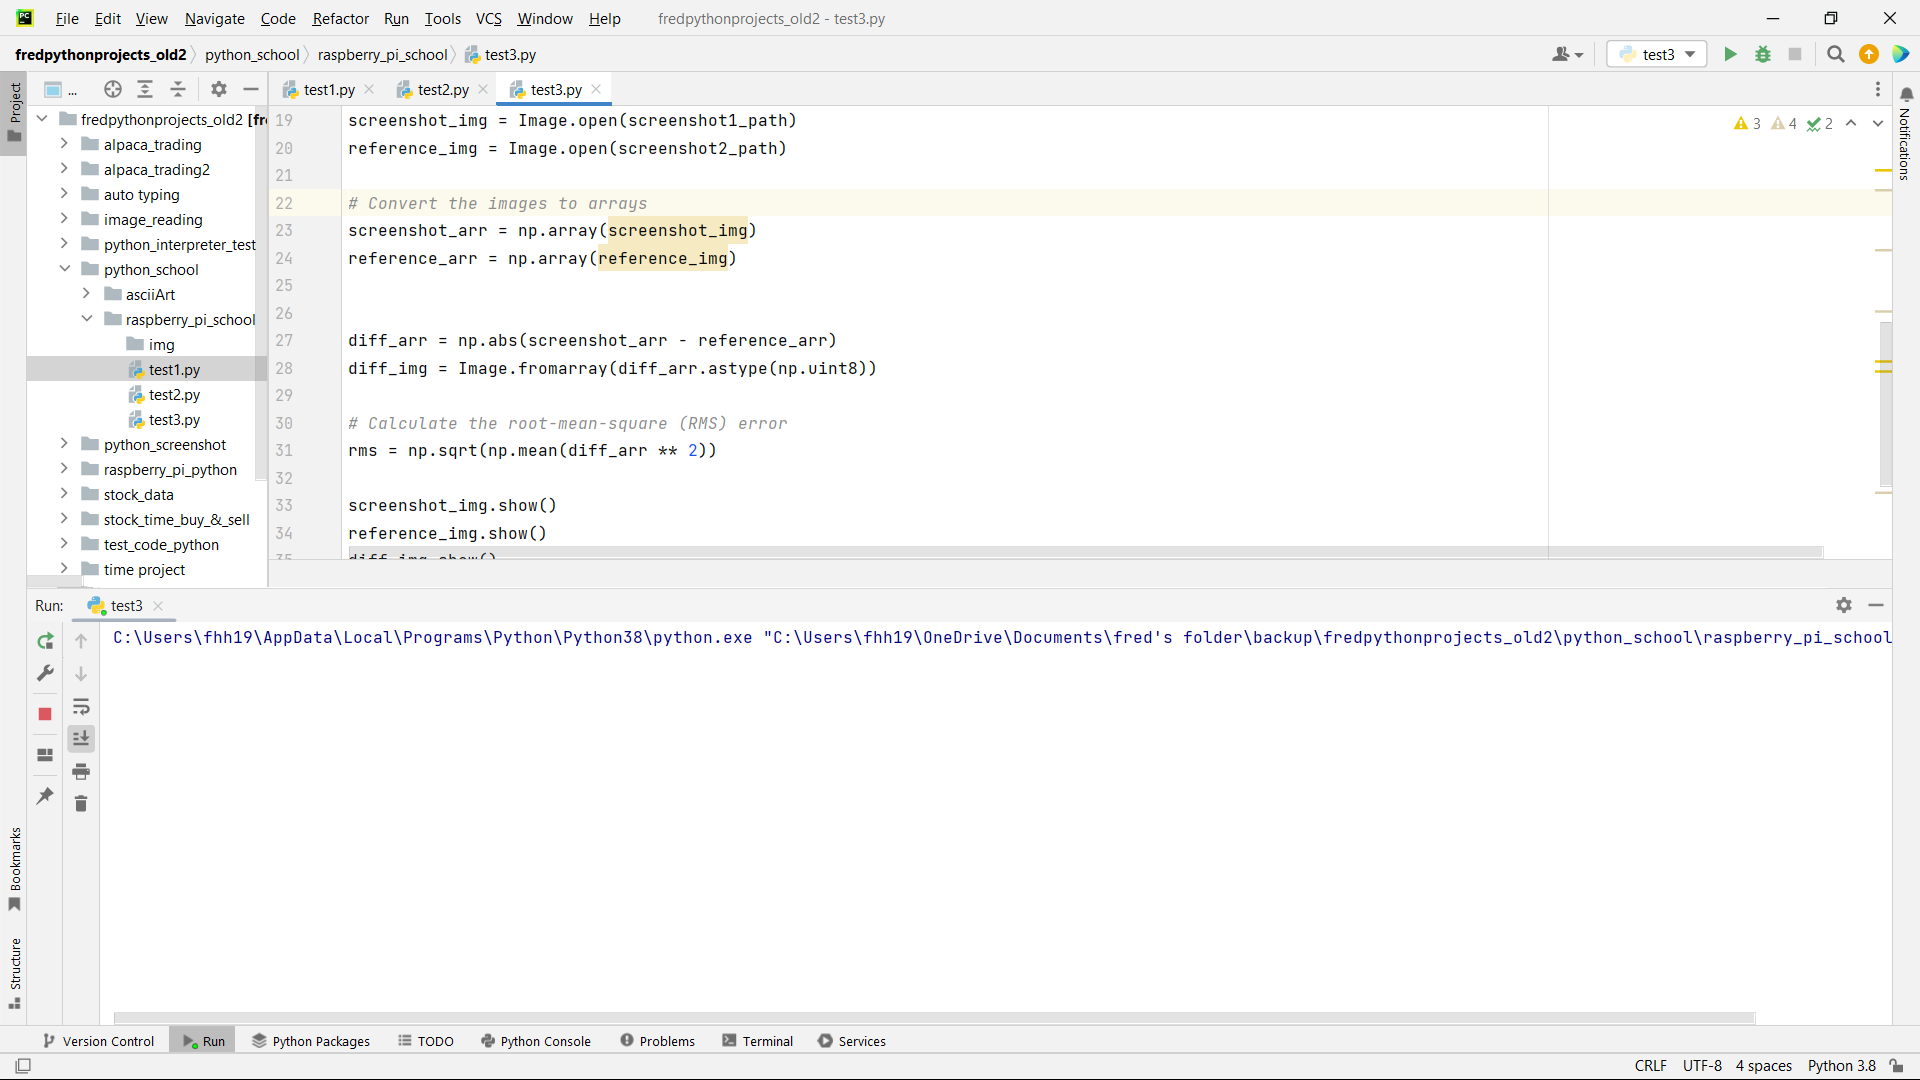 File Edit View Navigate Code Refactor Run Tools VCS Window Help fredpythonprojects_old2 - test3.py
fredpythonprojects_old2 python_school raspberry_pi_school test3.py test3
Project
...
test1.py test2.py test3.py
fredpythonprojects_old2 [fr
alpaca_trading
alpaca_trading2
auto typing
image_reading
python_interpreter_test
python_school
asciiArt
raspberry_pi_school
img
test1.py
test2.py
test3.py
python_screenshot
raspberry_pi_python
stock_data
stock_time_buy_&_sell
test_code_python
time project
19 screenshot_img = Image.open(screenshot1_path)
20 reference_img = Image.open(screenshot2_path)
21
22 # Convert the images to arrays
23 screenshot_arr = np.array(screenshot_img)
24 reference_arr = np.array(reference_img)
25
26
27 diff_arr = np.abs(screenshot_arr - reference_arr)
28 diff_img = Image.fromarray(diff_arr.astype(np.uint8))
29
30 # Calculate the root-mean-square (RMS) error
31 rms = np.sqrt(np.mean(diff_arr ** 2))
32
33 screenshot_img.show()
34 reference_img.show()
35 diff_img.show()
3 4 2
Notifications
Run: test3
C:\Users\fhh19\AppData\Local\Programs\Python\Python38\python.exe "C:\Users\fhh19\OneDrive\Documents\fred's folder\backup\fredpythonprojects_old2\python_school\raspberry_pi_school
Bookmarks
Structure
Version Control Run Python Packages TODO Python Console Problems Terminal Services
CRLF UTF-8 4 spaces Python 3.8